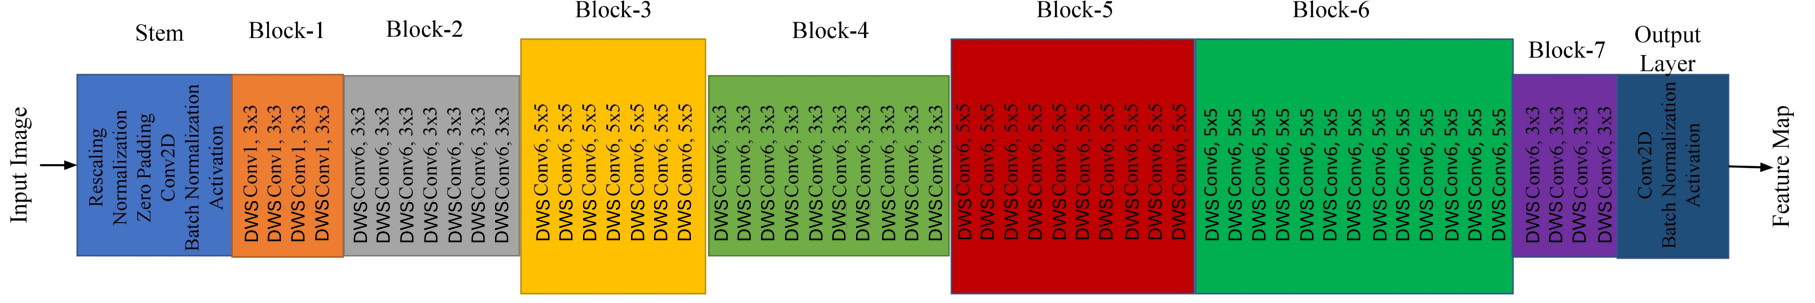 Input Image
Stem
Rescaling
Normlization
Zero Padding
Conv2D
Batch Normalization
Activation
Block-1
DWSConv1, 3x3
DWSConv1, 3x3
DWSConv1, 3x3
DWSConv1, 3x3
Block-2
DWSConv6, 3x3
DWSConv6, 3x3
DWSConv6, 3x3
DWSConv6, 3x3
DWSConv6, 3x3
DWSConv6, 3x3
DWSConv6, 3x3
Block-3
DWSConv6, 5x5
DWSConv6, 5x5
DWSConv6, 5x5
DWSConv6, 5x5
DWSConv6, 5x5
DWSConv6, 5x5
DWSConv6, 5x5
Block-4
DWSConv6, 3x3
DWSConv6, 3x3
DWSConv6, 3x3
DWSConv6, 3x3
DWSConv6, 3x3
DWSConv6, 3x3
DWSConv6, 3x3
DWSConv6, 3x3
DWSConv6, 3x3
DWSConv6, 3x3
Block-5
DWSConv6, 5x5
DWSConv6, 5x5
DWSConv6, 5x5
DWSConv6, 5x5
DWSConv6, 5x5
DWSConv6, 5x5
DWSConv6, 5x5
DWSConv6, 5x5
DWSConv6, 5x5
DWSConv6, 5x5
Block-6
DWSConv6, 5x5
DWSConv6, 5x5
DWSConv6, 5x5
DWSConv6, 5x5
DWSConv6, 5x5
DWSConv6, 5x5
DWSConv6, 5x5
DWSConv6, 5x5
DWSConv6, 5x5
DWSConv6, 5x5
DWSConv6, 5x5
DWSConv6, 5x5
DWSConv6, 5x5
Block-7
DWSConv6, 3x3
DWSConv6, 3x3
DWSConv6, 3x3
DWSConv6, 3x3
Output
Layer
Conv2D
Batch Normalization
Activation
Feature Map